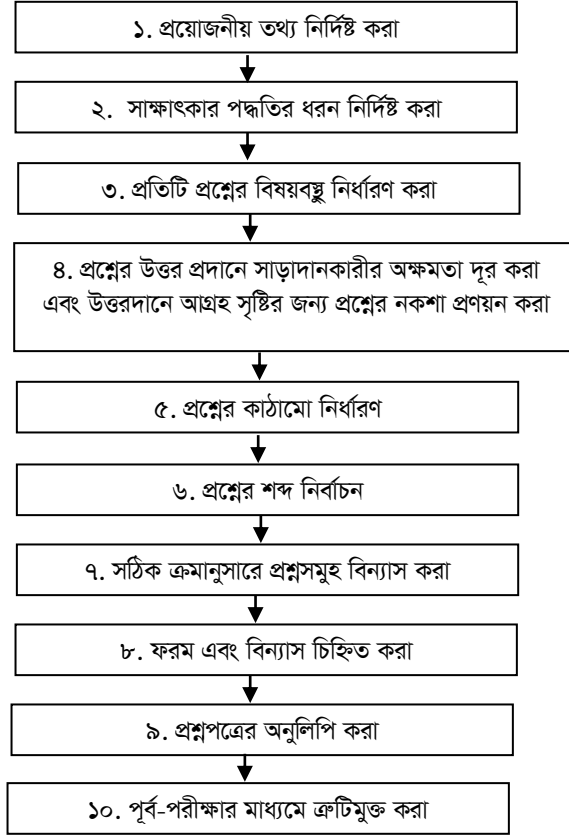 ১. প্রয়োজনীয় তথ্য নির্দিষ্ট করা
২. সাক্ষাৎকার পদ্ধতির ধরন নির্দিষ্ট করা
৩. প্রতিটি প্রশ্নের বিষয়বস্তু নির্ধারণ করা
৪. প্রশ্নের উত্তর প্রদানে সাড়াদানকারীর অক্ষমতা দূর করা
এবং উত্তরদানে আগ্রহ সৃষ্টির জন্য প্রশ্নের নকশা প্রণয়ন করা
৫. প্রশ্নের কাঠামো নির্ধারণ
৬. প্রশ্নের শব্দ নির্বাচন
৭. সঠিক ক্রমানুসারে প্রশ্নসমুহ বিন্যাস করা
৮. ফরম এবং বিন্যাস চিহ্নিত করা
৯. প্রশ্নপত্রের অনুলিপি করা
১০. পূর্ব-পরীক্ষার মাধ্যমে ত্রুটিমুক্ত করা